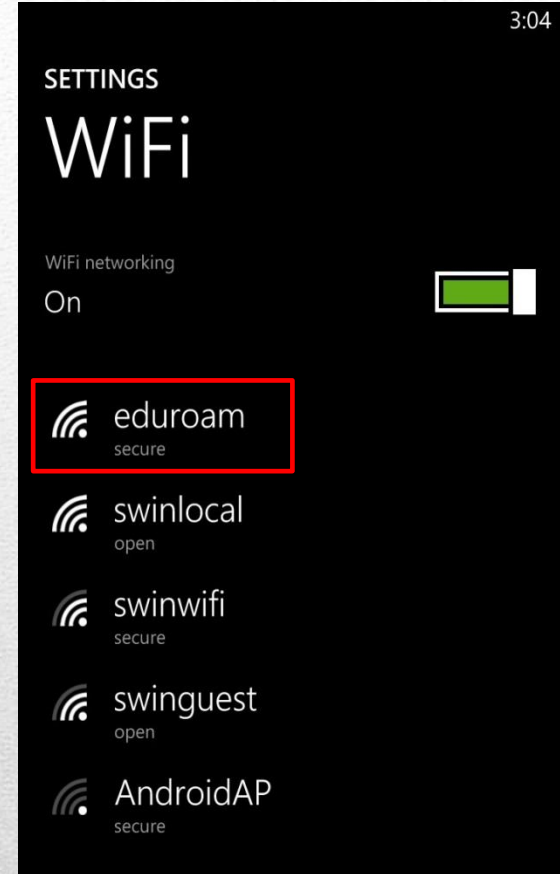 3:04
SETTINGS
WiFi
WiFi networking
On
eduroam
secure
swinlocal
open
swinwifi
secure
swinguest
open
AndroidAP
secure